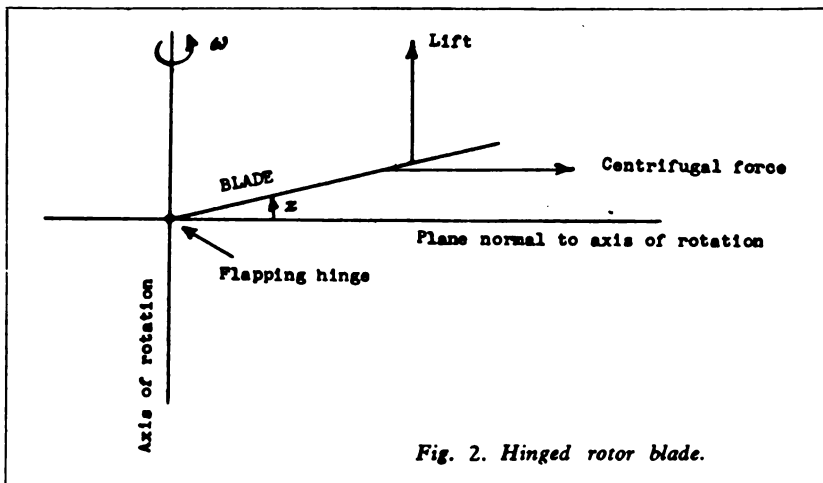 ω
Lift
Centrifugal force
BLADE
z
Plane normal to axis of rotation
Flapping hinge
Axis of rotation
Fig. 2. Hinged rotor blade.